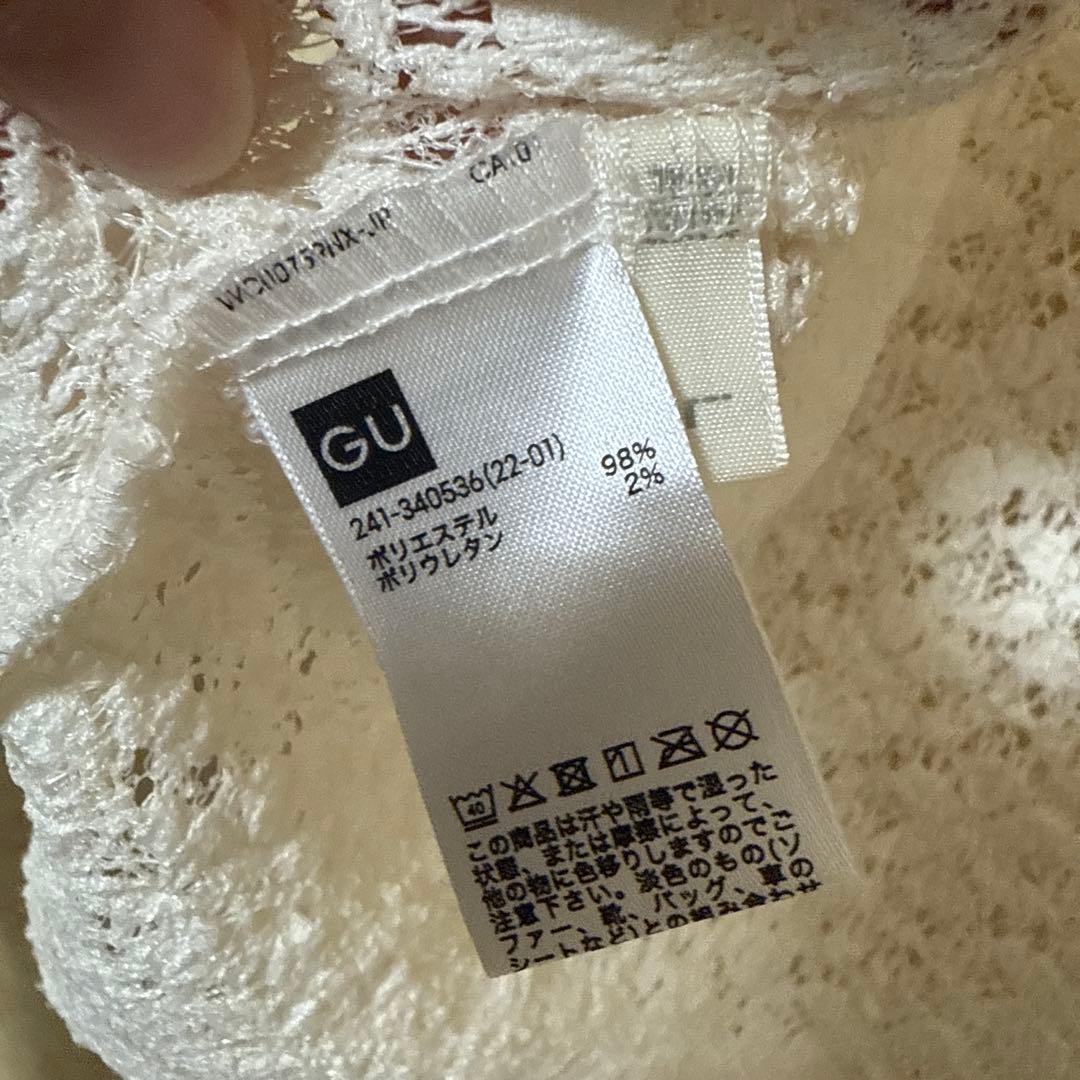 GU
241-340536(22-01)
ポリエステル 98%
ポリウレタン 2%
40
この商品は汗や雨等で湿った
状態、または摩擦によって、
他の物に色移りしますのでご
注意下さい。淡色のもの(ソ
ファー、靴、バッグ、車の
シートなど)との組み合わせ